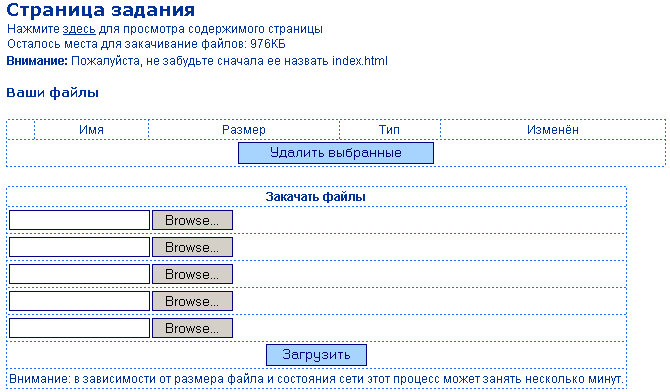 Страница задания
Нажмите здесь для просмотра содержимого страницы
Осталось места для закачивание файлов: 976КБ
Внимание: Пожалуйста, не забудьте сначала ее назвать index.html
Ваши файлы
Имя Размер Тип Изменён
Удалить выбранные
Закачать файлы
Browse...
Browse...
Browse...
Browse...
Browse...
Загрузить
Внимание: в зависимости от размера файла и состояния сети этот процесс может занять несколько минут.